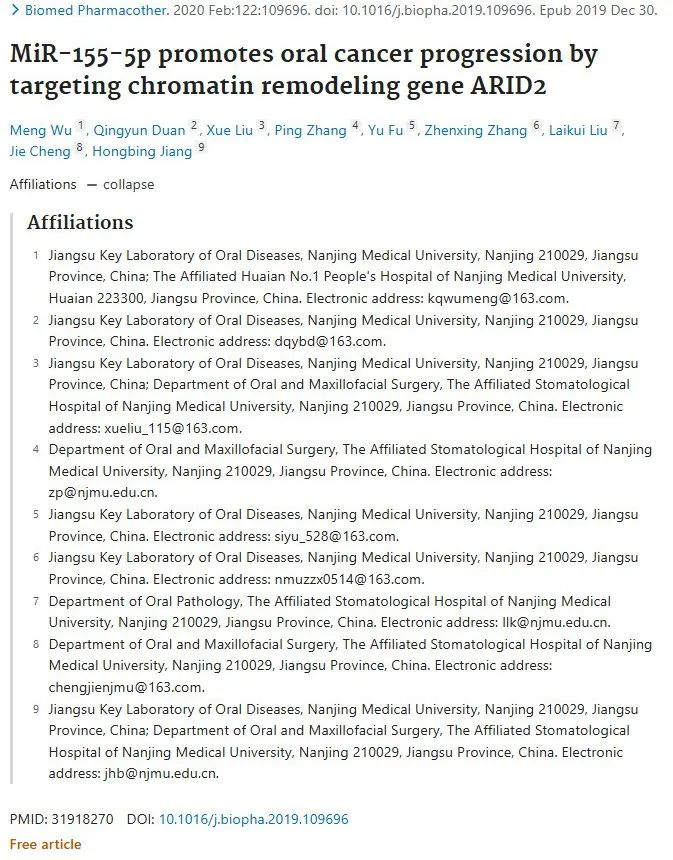 > Biomed Pharmacother. 2020 Feb:122:109696. doi: 10.1016/j.biopha.2019.109696. Epub 2019 Dec 30.
MiR-155-5p promotes oral cancer progression by
targeting chromatin remodeling gene ARID2
Meng Wu 1, Qingyun Duan 2, Xue Liu 3, Ping Zhang 4, Yu Fu 5, Zhenxing Zhang 6, Laikui Liu 7,
Jie Cheng 8, Hongbing Jiang 9
Affiliations — collapse
Affiliations
1 Jiangsu Key Laboratory of Oral Diseases, Nanjing Medical University, Nanjing 210029, Jiangsu
Province, China; The Affiliated Huaian No.1 People's Hospital of Nanjing Medical University,
Huaian 223300, Jiangsu Province, China. Electronic address: kqwumeng@163.com.
2 Jiangsu Key Laboratory of Oral Diseases, Nanjing Medical University, Nanjing 210029, Jiangsu
Province, China. Electronic address: dqybd@163.com.
3 Jiangsu Key Laboratory of Oral Diseases, Nanjing Medical University, Nanjing 210029, Jiangsu
Province, China; Department of Oral and Maxillofacial Surgery, The Affiliated Stomatological
Hospital of Nanjing Medical University, Nanjing 210029, Jiangsu Province, China. Electronic
address: xueliu_115@163.com.
4 Department of Oral and Maxillofacial Surgery, The Affiliated Stomatological Hospital of Nanjing
Medical University, Nanjing 210029, Jiangsu Province, China. Electronic address:
zp@njmu.edu.cn.
5 Jiangsu Key Laboratory of Oral Diseases, Nanjing Medical University, Nanjing 210029, Jiangsu
Province, China. Electronic address: siyu_528@163.com.
6 Jiangsu Key Laboratory of Oral Diseases, Nanjing Medical University, Nanjing 210029, Jiangsu
Province, China. Electronic address: nmuzzx0514@163.com.
7 Department of Oral Pathology, The Affiliated Stomatological Hospital of Nanjing Medical
University, Nanjing 210029, Jiangsu Province, China. Electronic address: llk@njmu.edu.cn.
8 Department of Oral and Maxillofacial Surgery, The Affiliated Stomatological Hospital of Nanjing
Medical University, Nanjing 210029, Jiangsu Province, China. Electronic address:
chengjienjmu@163.com.
9 Jiangsu Key Laboratory of Oral Diseases, Nanjing Medical University, Nanjing 210029, Jiangsu
Province, China; Department of Oral and Maxillofacial Surgery, The Affiliated Stomatological
Hospital of Nanjing Medical University, Nanjing 210029, Jiangsu Province, China. Electronic
address: jhb@njmu.edu.cn.
PMID: 31918270 DOI: 10.1016/j.biopha.2019.109696
Free article